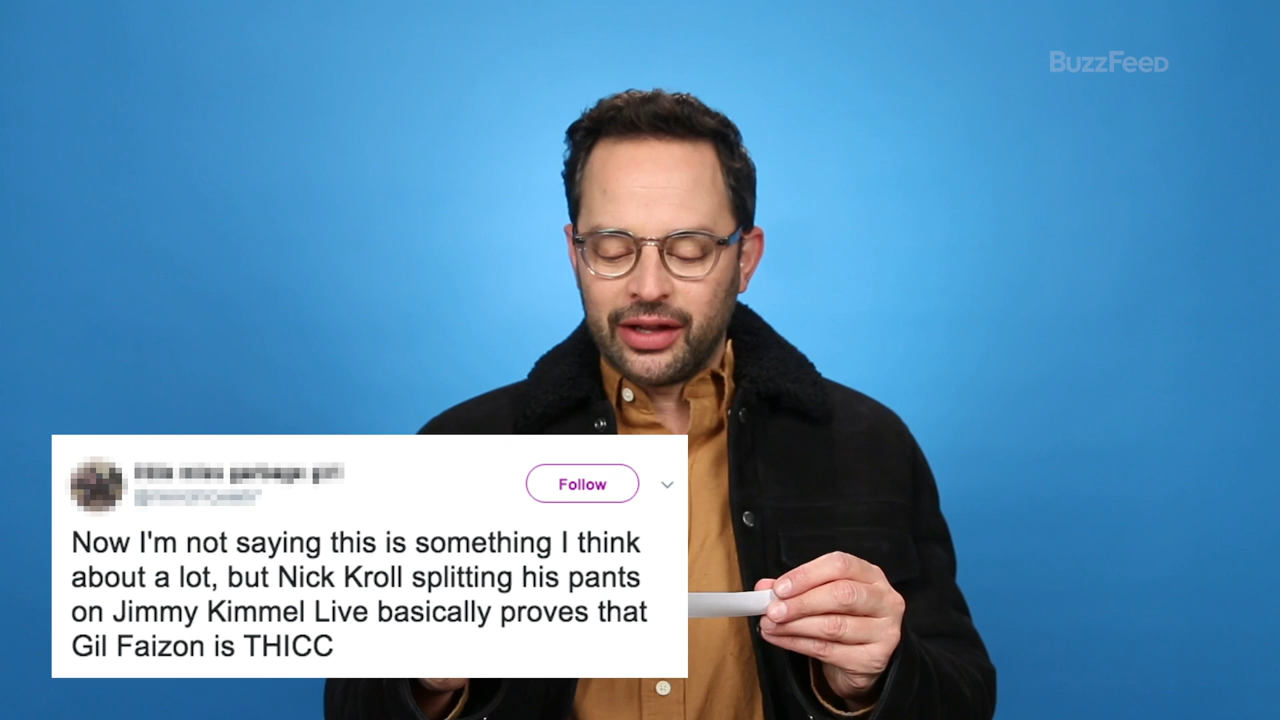 BuzzFeed
Follow
Now I'm not saying this is something I think
about a lot, but Nick Kroll splitting his pants
on Jimmy Kimmel Live basically proves that
Gil Faizon is THICC